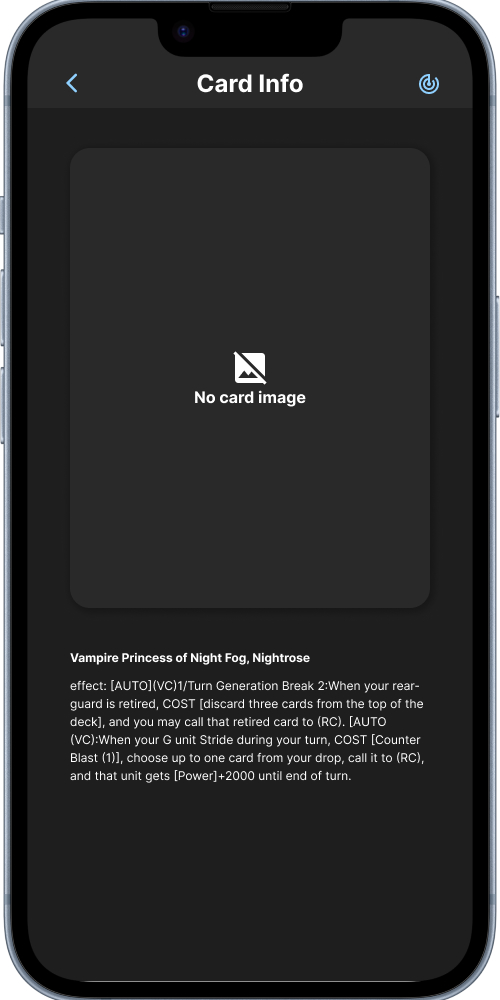 Card Info
No card image
Vampire Princess of Night Fog, Nightrose
effect: [AUTO](VC)1/Turn Generation Break 2:When your rear-
guard is retired, COST [discard three cards from the top of the
deck], and you may call that retired card to (RC). [AUTO
(VC):When your G unit Stride during your turn, COST [Counter
Blast (1)], choose up to one card from your drop, call it to (RC),
and that unit gets [Power]+2000 until end of turn.